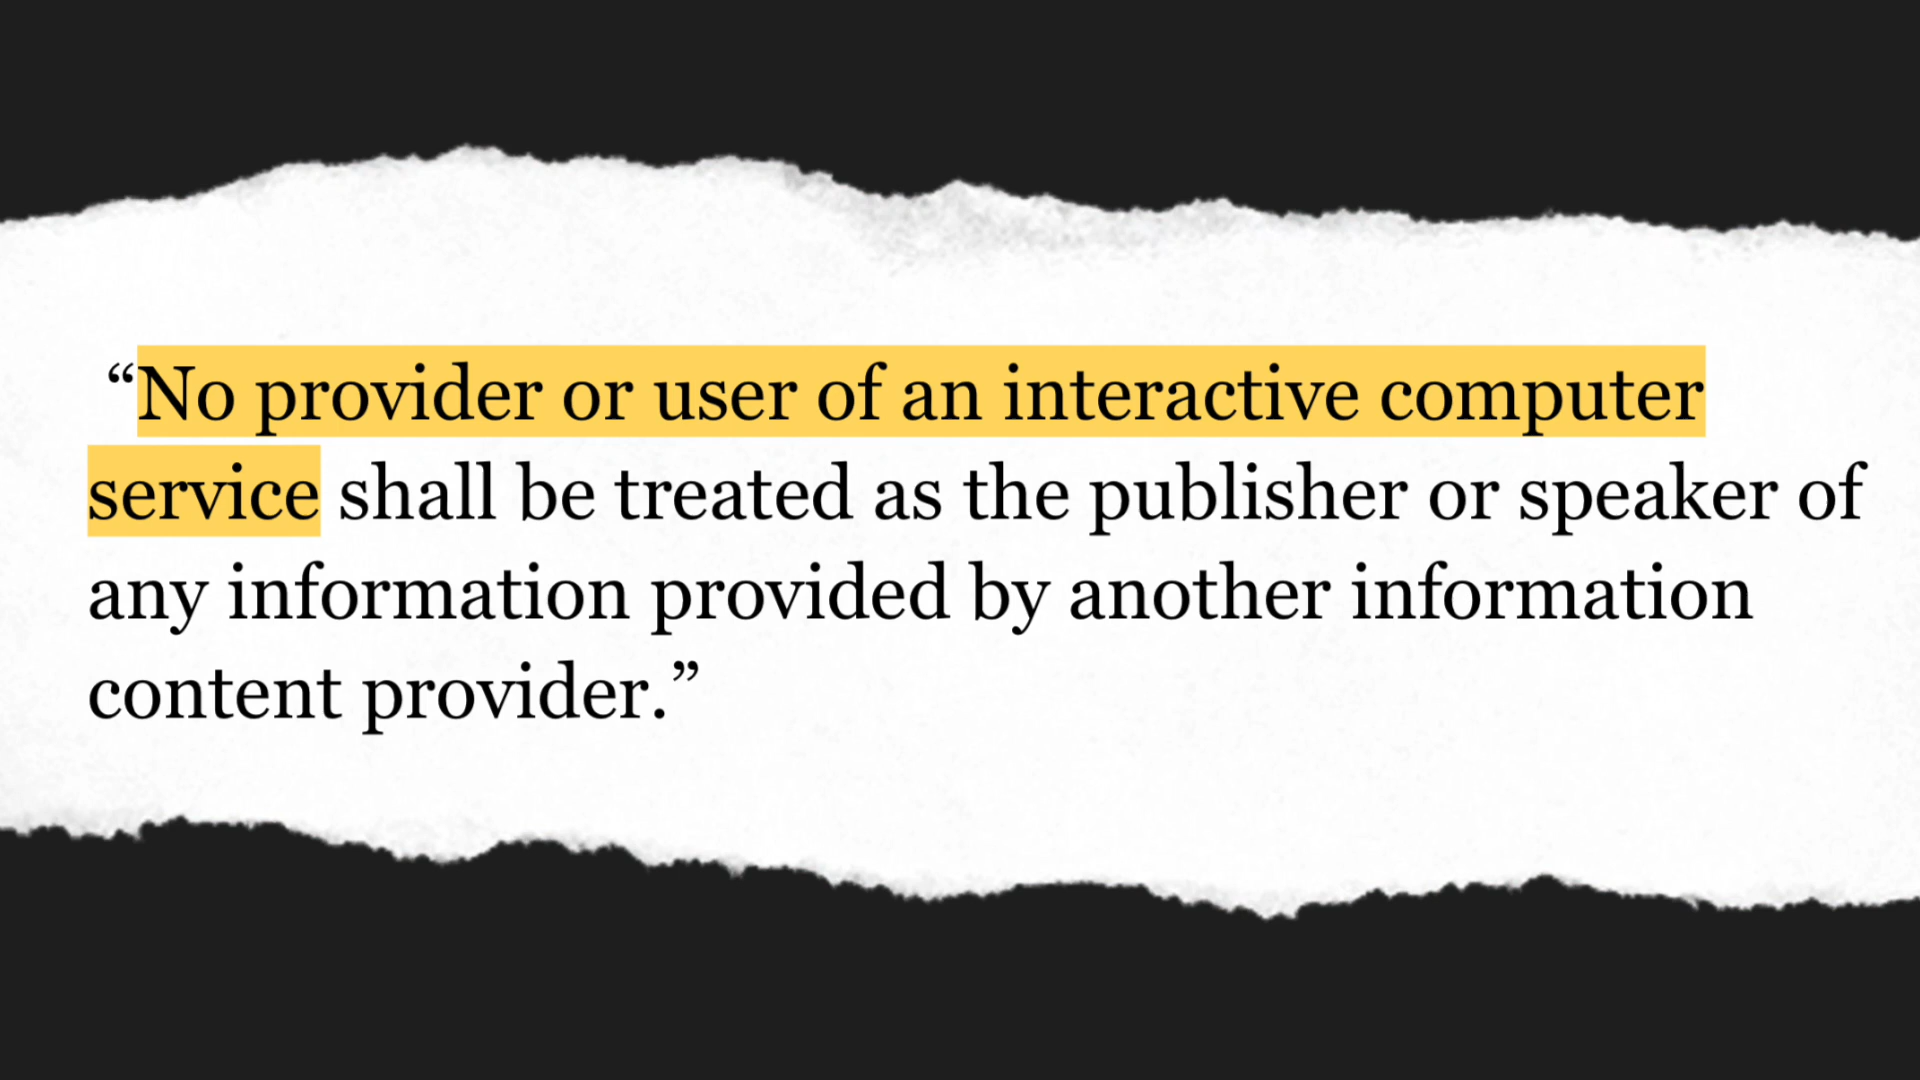 “No provider or user of an interactive computer
service shall be treated as the publisher or speaker of
any information provided by another information
content provider.”